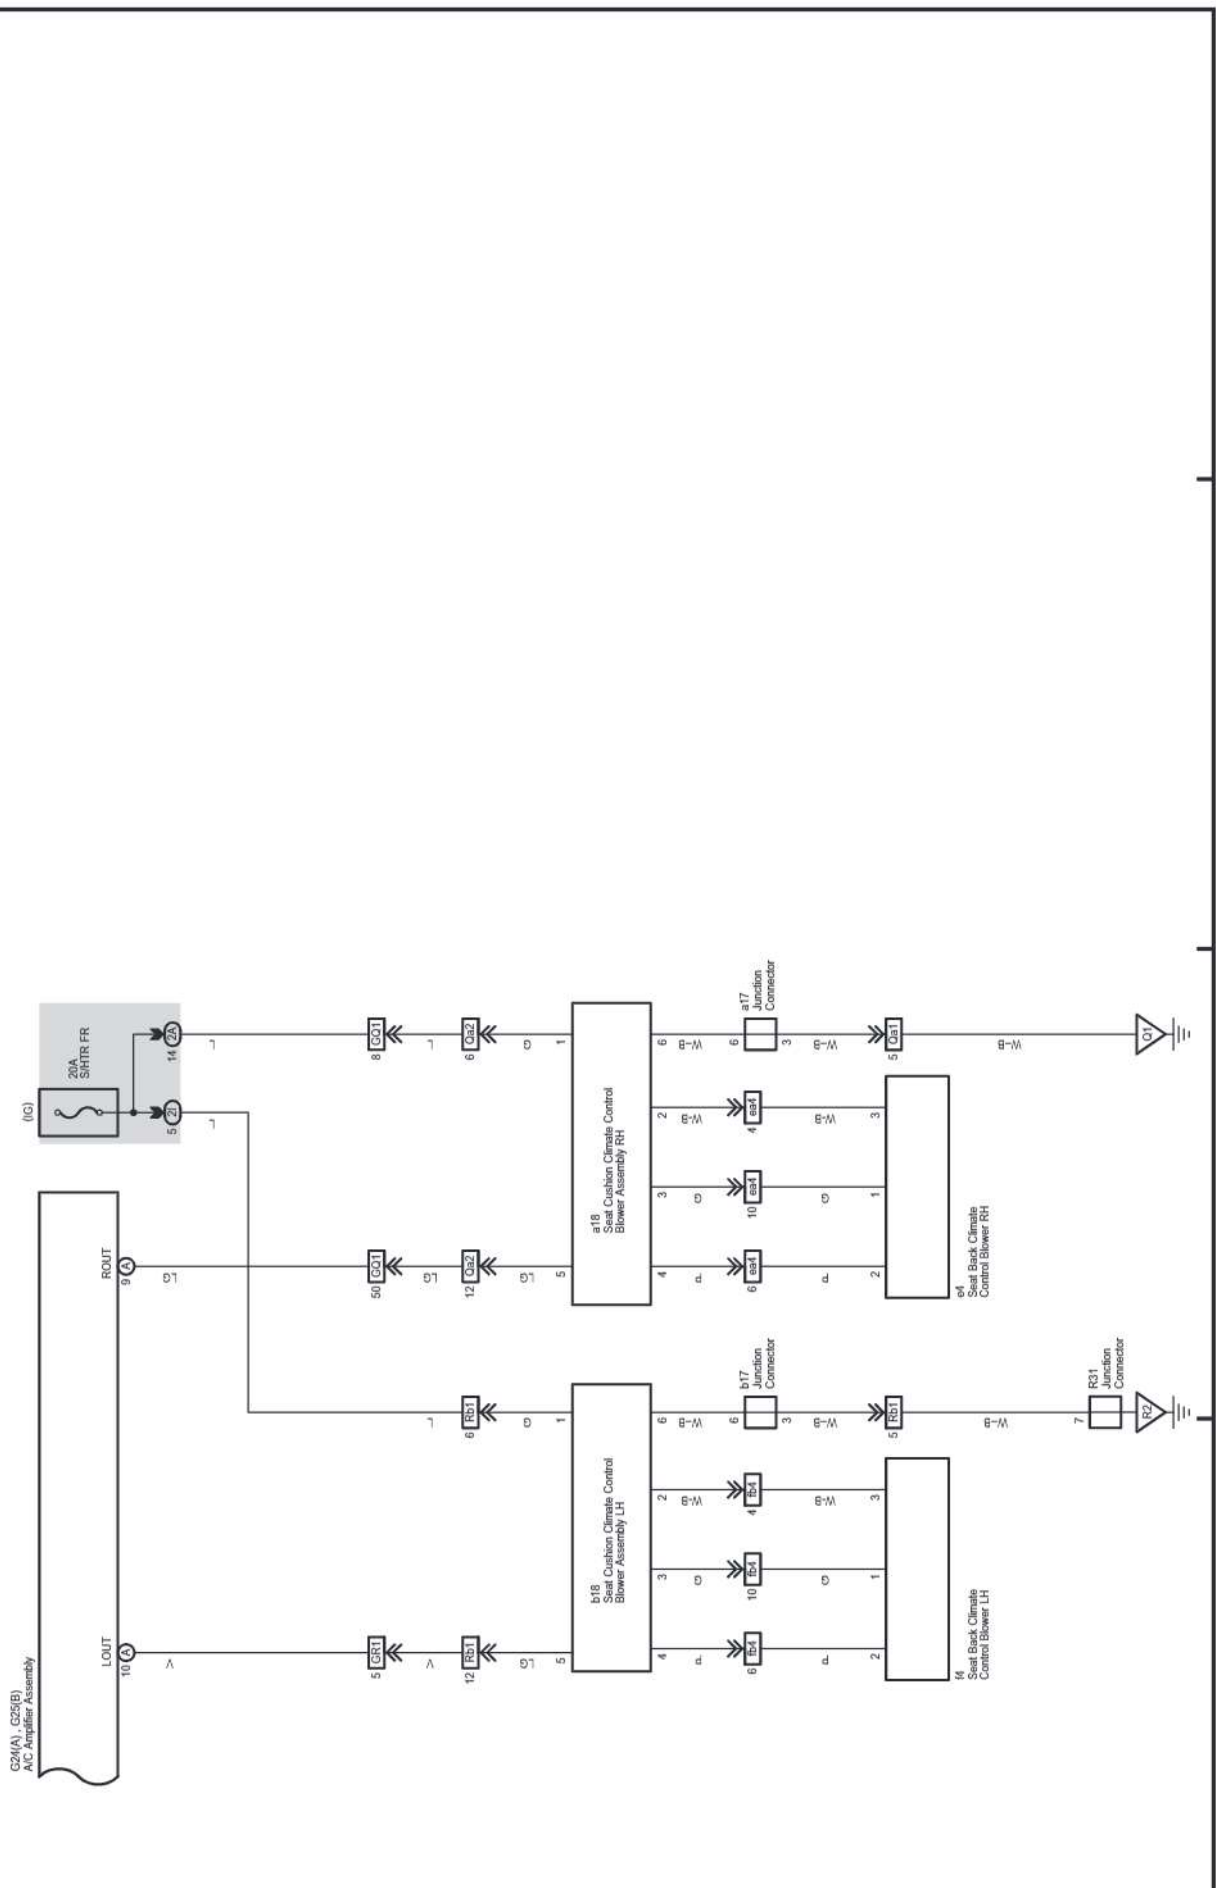 G24(A) , G25(B)
A/C Amplifier Assembly
(IG)
20A
S/HTR FR
LOUT
ROUT
10
A
9
A
5
2I
14
2A
V
LG
L
L
5
GR1
50
GQ1
8
GQ1
V
L
LG
L
12
Rb1
6
Rb1
12
Qa2
6
Qa2
LG
G
LG
G
5
1
5
1
b18
Seat Cushion Climate Control
Blower Assembly LH
a18
Seat Cushion Climate Control
Blower Assembly RH
4
3
2
6
4
3
2
6
P
G
W-B
W-B
P
G
W-B
W-B
6
fb4
10
fb4
4
fb4
6
b17
Junction
Connector
3
6
ea4
10
ea4
4
ea4
6
a17
Junction
Connector
3
P
G
W-B
W-B
P
G
W-B
W-B
2
1
3
5
Rb1
2
1
3
5
Qa1
f4
Seat Back Climate
Control Blower LH
e4
Seat Back Climate
Control Blower RH
W-B
W-B
7
R31
Junction
Connector
R2
Q1